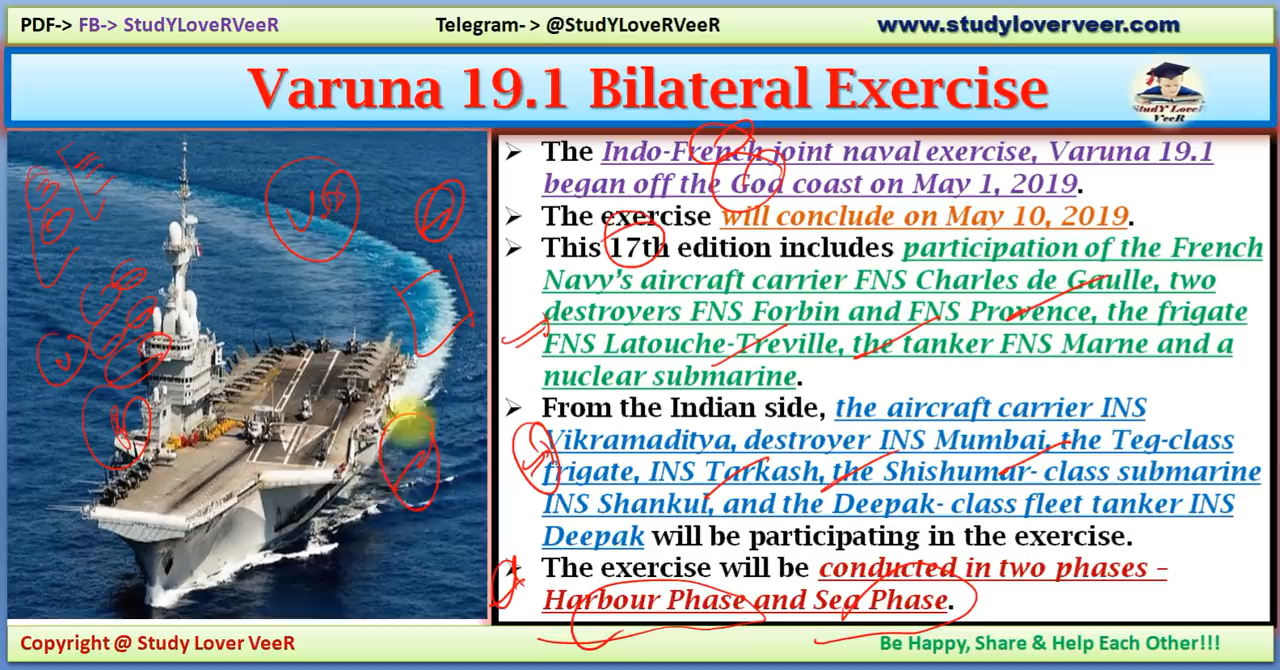 PDF-> FB-> StudYLoveRVeeR Telegram- > @StudYLoveRVeeR www.studyloverveer.com
Varuna 19.1 Bilateral Exercise
StudY LoveR
VeeR
The Indo-French joint naval exercise, Varuna 19.1
began off the Goa coast on May 1, 2019.
The exercise will conclude on May 10, 2019.
This 17th edition includes participation of the French
Navy's aircraft carrier FNS Charles de Gaulle, two
destroyers FNS Forbin and FNS Provence, the frigate
FNS Latouche-Treville, the tanker FNS Marne and a
nuclear submarine.
From the Indian side, the aircraft carrier INS
Vikramaditya, destroyer INS Mumbai, the Teg-class
frigate, INS Tarkash, the Shishumar- class submarine
INS Shankul, and the Deepak- class fleet tanker INS
Deepak will be participating in the exercise.
The exercise will be conducted in two phases –
Harbour Phase and Sea Phase.
Copyright @ Study Lover VeeR Be Happy, Share & Help Each Other!!!